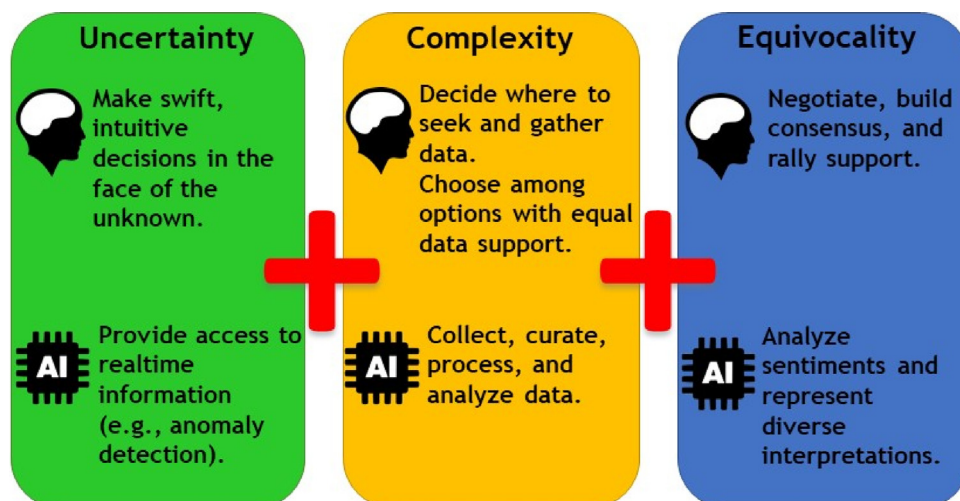 Uncertainty
Make swift,
intuitive
decisions in the
face of the
unknown.
AI
Provide access to
realtime
information
(e.g., anomaly
detection).
Complexity
Decide where to
seek and gather
data.
Choose among
options with equal
data support.
AI
Collect, curate,
process, and
analyze data.
Equivocality
Negotiate, build
consensus, and
rally support.
AI
Analyze
sentiments and
represent
diverse
interpretations.